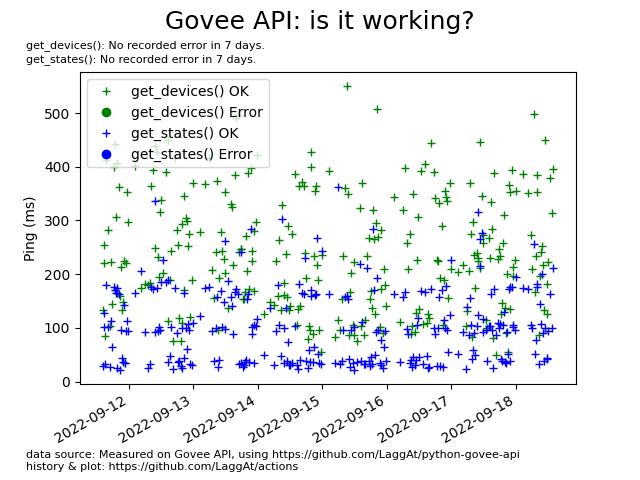 Govee API: is it working?
get_devices(): No recorded error in 7 days.
get_states(): No recorded error in 7 days.
get_devices() OK
get_devices() Error
get_states() OK
get_states() Error
500
400
300
200
100
0
Ping (ms)
2022-09-12
2022-09-13
2022-09-14
2022-09-15
2022-09-16
2022-09-17
2022-09-18
data source: Measured on Govee API, using https://github.com/LaggAt/python-govee-api
history & plot: https://github.com/LaggAt/actions